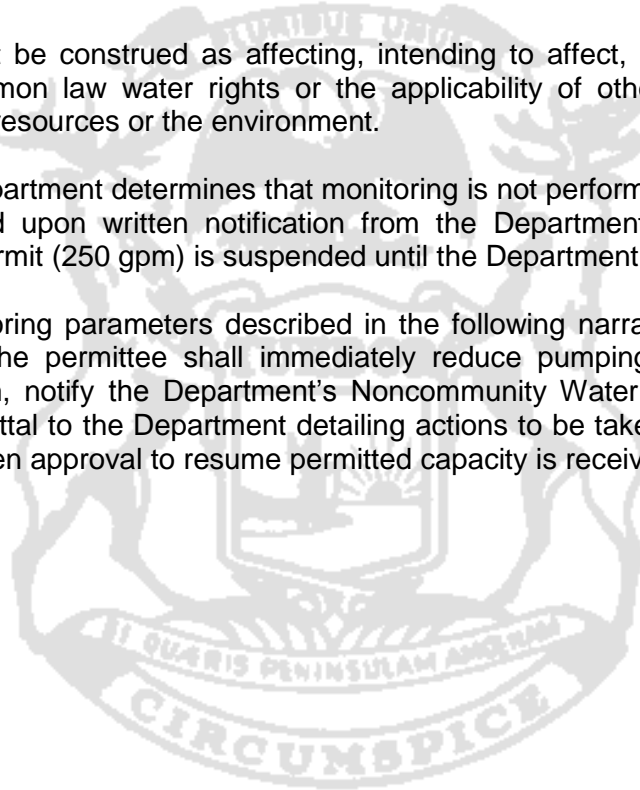 t be construed as affecting, intending to affect,
mon law water rights or the applicability of othe
resources or the environment.
partment determines that monitoring is not perform
d upon written notification from the Department
rmit (250 gpm) is suspended until the Department
oring parameters described in the following narra
he permittee shall immediately reduce pumping
, notify the Department’s Noncommunity Water
ttal to the Department detailing actions to be take
en approval to resume permitted capacity is receiv
SI QUÆRIS PENINSULAM AMŒNAM
CIRCUMSPICE